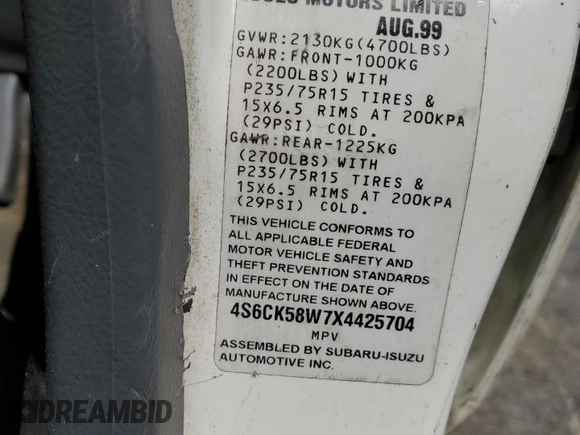 MOTORS LIMITED
AUG.99
GVWR:2130KG(4700LBS)
GAWR:FRONT-1000KG
(2200LBS) WITH
P235/75R15 TIRES &
15X6.5 RIMS AT 200KPA
(29PSI) COLD.
GAWR:REAR-1225KG
(2700LBS) WITH
P235/75R15 TIRES &
15X6.5 RIMS AT 200KPA
(29PSI) COLD.
THIS VEHICLE CONFORMS TO
ALL APPLICABLE FEDERAL
MOTOR VEHICLE SAFETY AND
THEFT PREVENTION STANDARDS
IN EFFECT ON THE DATE OF
MANUFACTURE SHOWN ABOVE.
4S6CK58W7X4425704
MPV
ASSEMBLED BY SUBARU-ISUZU
AUTOMOTIVE INC.
DREAMBID